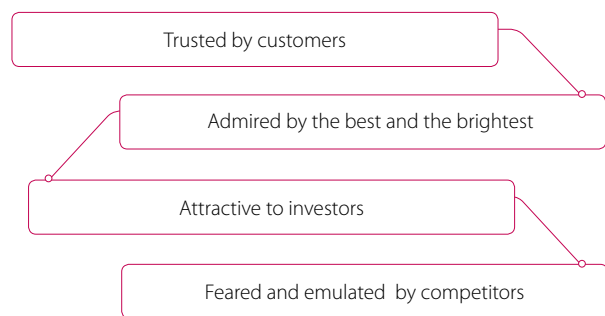 Trusted by customers
Admired by the best and the brightest
Attractive to investors
Feared and emulated  by competitors